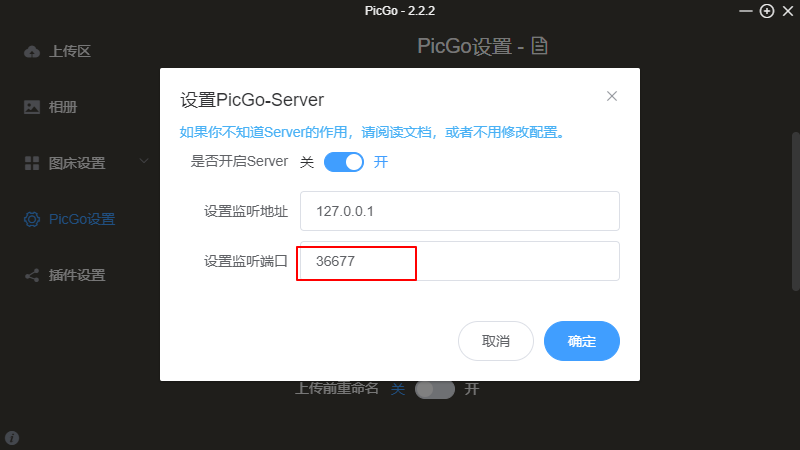 PicGo - 2.2.2
上传区
相册
图床设置
PicGo设置
插件设置
PicGo设置 -
设置PicGo-Server
如果你不知道Server的作用，请阅读文档，或者不用修改配置。
是否开启Server 关 开
设置监听地址 127.0.0.1
设置监听端口 36677
取消 确定
上传前重命名 关 开